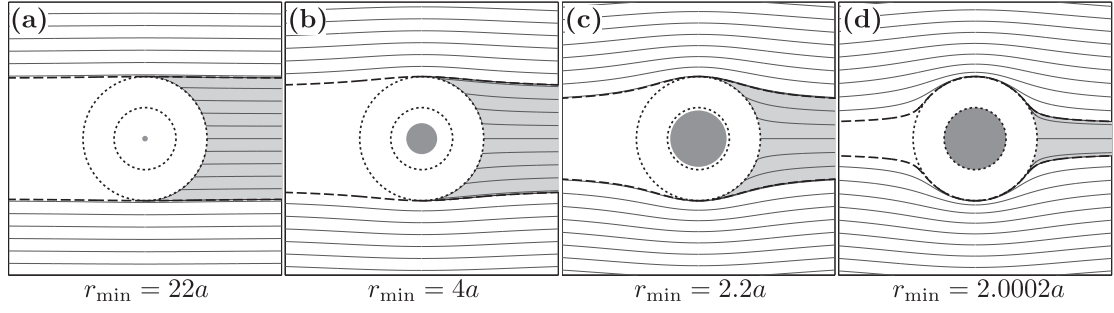 (a) (b) (c) (d)
r_min = 22a r_min = 4a r_min = 2.2a r_min = 2.0002a